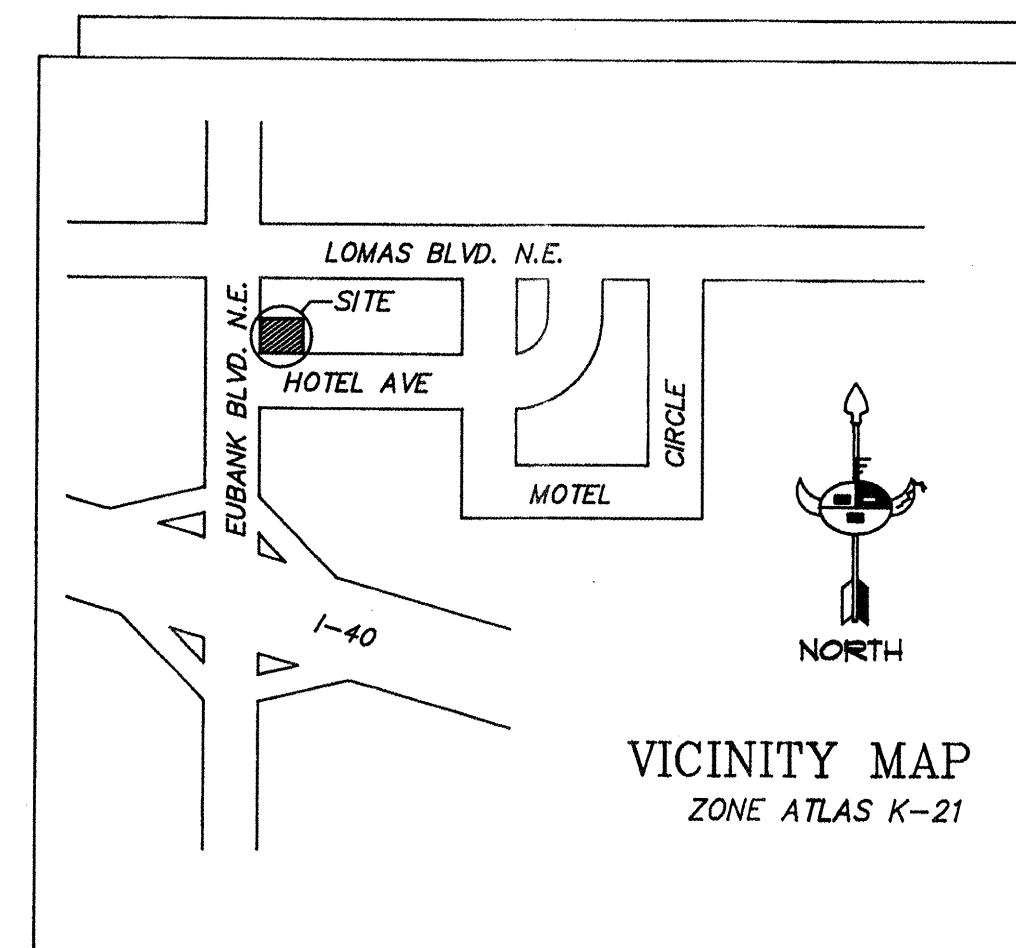 LOMAS BLVD. N.E.
SITE
EUBANK BLVD. N.E.
HOTEL AVE
CIRCLE
MOTEL
I-40
NORTH
VICINITY MAP
ZONE ATLAS K-21